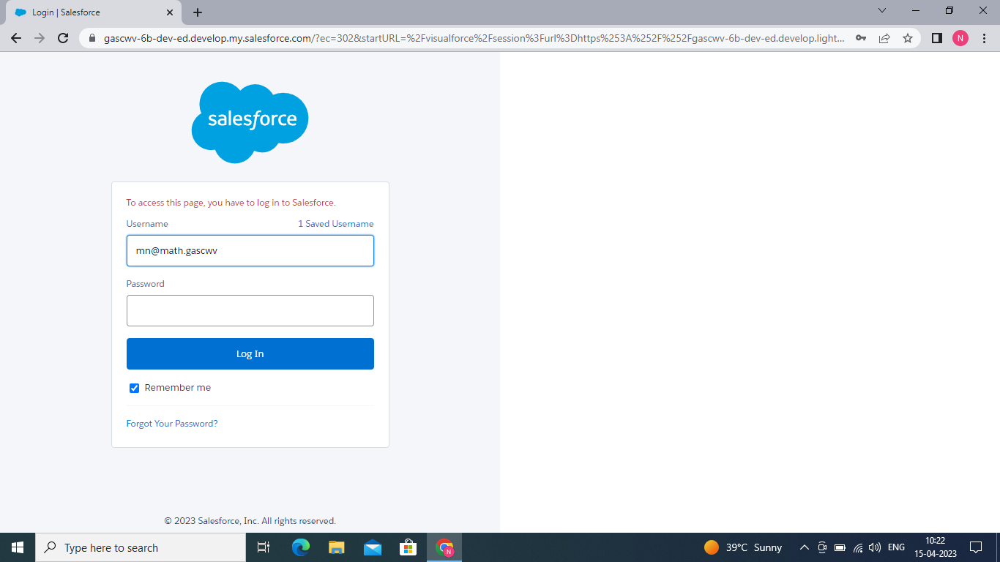 Login | Salesforce
gascwv-6b-dev-ed.develop.my.salesforce.com/?ec=302&startURL=%2Fvisualforce%2Fsession%3Furl%3Dhttps%253A%252F%252Fgascwv-6b-dev-ed.develop.light...
N
salesforce
To access this page, you have to log in to Salesforce.
Username 1 Saved Username
mn@math.gascwv
Password
Log In
Remember me
Forgot Your Password?
© 2023 Salesforce, Inc. All rights reserved.
Type here to search
N
39°C Sunny
ENG
10:22
15-04-2023